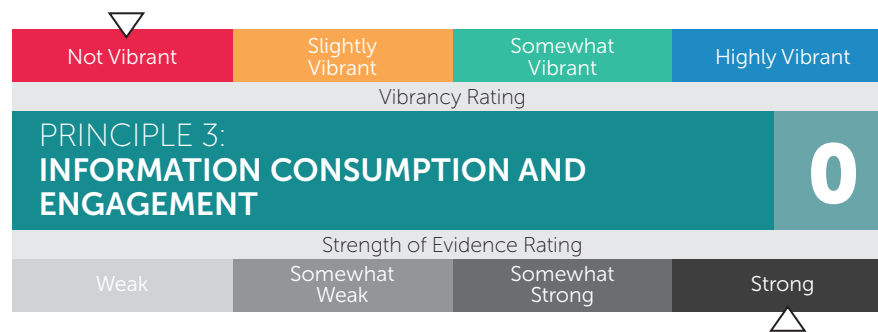 Not Vibrant
Slightly
Vibrant
Somewhat
Vibrant
Highly Vibrant
Vibrancy Rating
PRINCIPLE 3:
INFORMATION CONSUMPTION AND
ENGAGEMENT
0
Strength of Evidence Rating
Weak
Somewhat
Weak
Somewhat
Strong
Strong